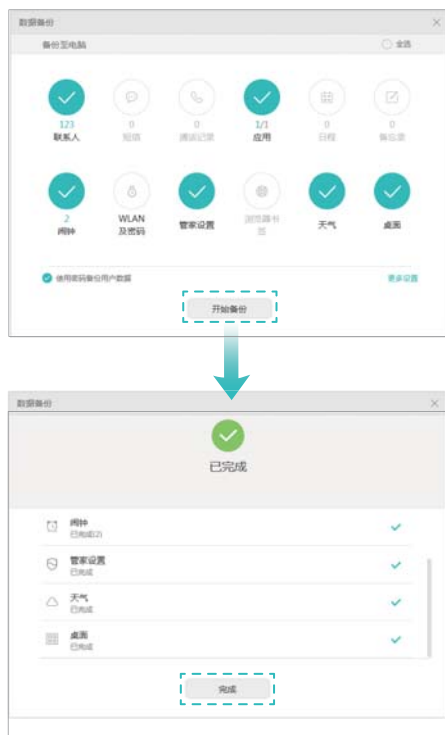 数据备份
备份至电脑 全选
123 0 0 1/1 0 0
联系人 短信 通话记录 应用 日程 备忘录
2 WLAN 管家设置 浏览器书 天气 桌面
闹钟 及密码 签
使用密码备份用户数据 更多设置
开始备份
数据备份
已完成
闹钟
已完成(2)
管家设置
已完成
天气
已完成
桌面
已完成
完成